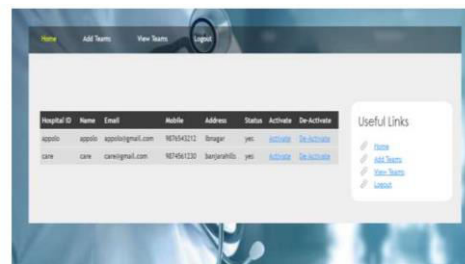 Home Add Teams View Teams Logout
Hospital ID Name Email Mobile Address Status Activate De-Activate
appolo appolo appolo@gmail.com 9876543212 lbnagar yes Activate De-Activate
care care care@gmail.com 9874561230 banjarahills yes Activate De-Activate
Useful Links
Home
Add Teams
View Teams
Logout